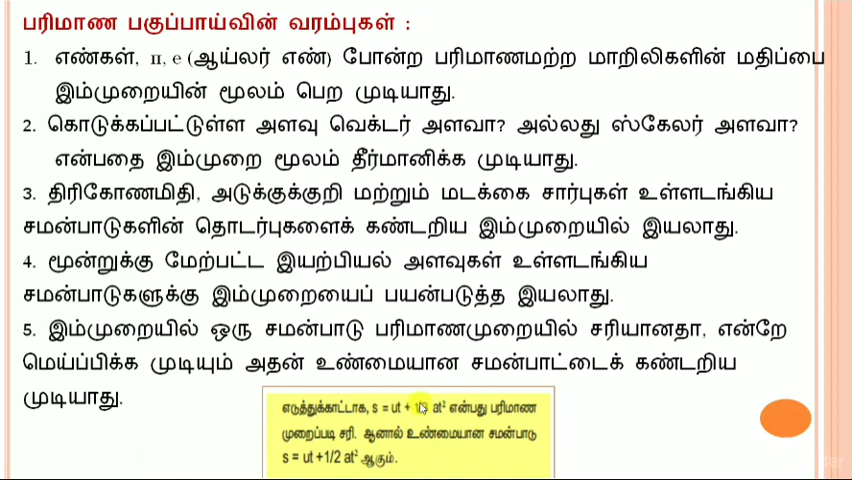 பரிமாண பகுப்பாய்வின் வரம்புகள் :
1. எண்கள், π, e (ஆய்லர் எண்) போன்ற பரிமாணமற்ற மாறிலிகளின் மதிப்பை
இம்முறையின் மூலம் பெற முடியாது.
2. கொடுக்கப்பட்டுள்ள அளவு வெக்டர் அளவா? அல்லது ஸ்கேலர் அளவா?
என்பதை இம்முறை மூலம் தீர்மானிக்க முடியாது.
3. திரிகோணமிதி, அடுக்குக்குறி மற்றும் மடக்கை சார்புகள் உள்ளடங்கிய
சமன்பாடுகளின் தொடர்புகளைக் கண்டறிய இம்முறையில் இயலாது.
4. மூன்றுக்கு மேற்பட்ட இயற்பியல் அளவுகள் உள்ளடங்கிய
சமன்பாடுகளுக்கு இம்முறையைப் பயன்படுத்த இயலாது.
5. இம்முறையில் ஒரு சமன்பாடு பரிமாணமுறையில் சரியானதா, என்றே
மெய்ப்பிக்க முடியும் அதன் உண்மையான சமன்பாட்டைக் கண்டறிய
முடியாது.
எடுத்துக்காட்டாக, s = ut + at² என்பது பரிமாண
முறைப்படி சரி. ஆனால் உண்மையான சமன்பாடு
s = ut +1/2 at² ஆகும்.